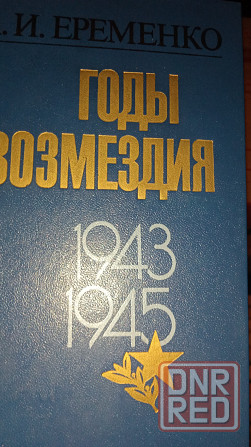 . И. ЕРЕМЕНКО
ГОДЫ
ВОЗМЕЗДИЯ
1943
1945
DNR
RED